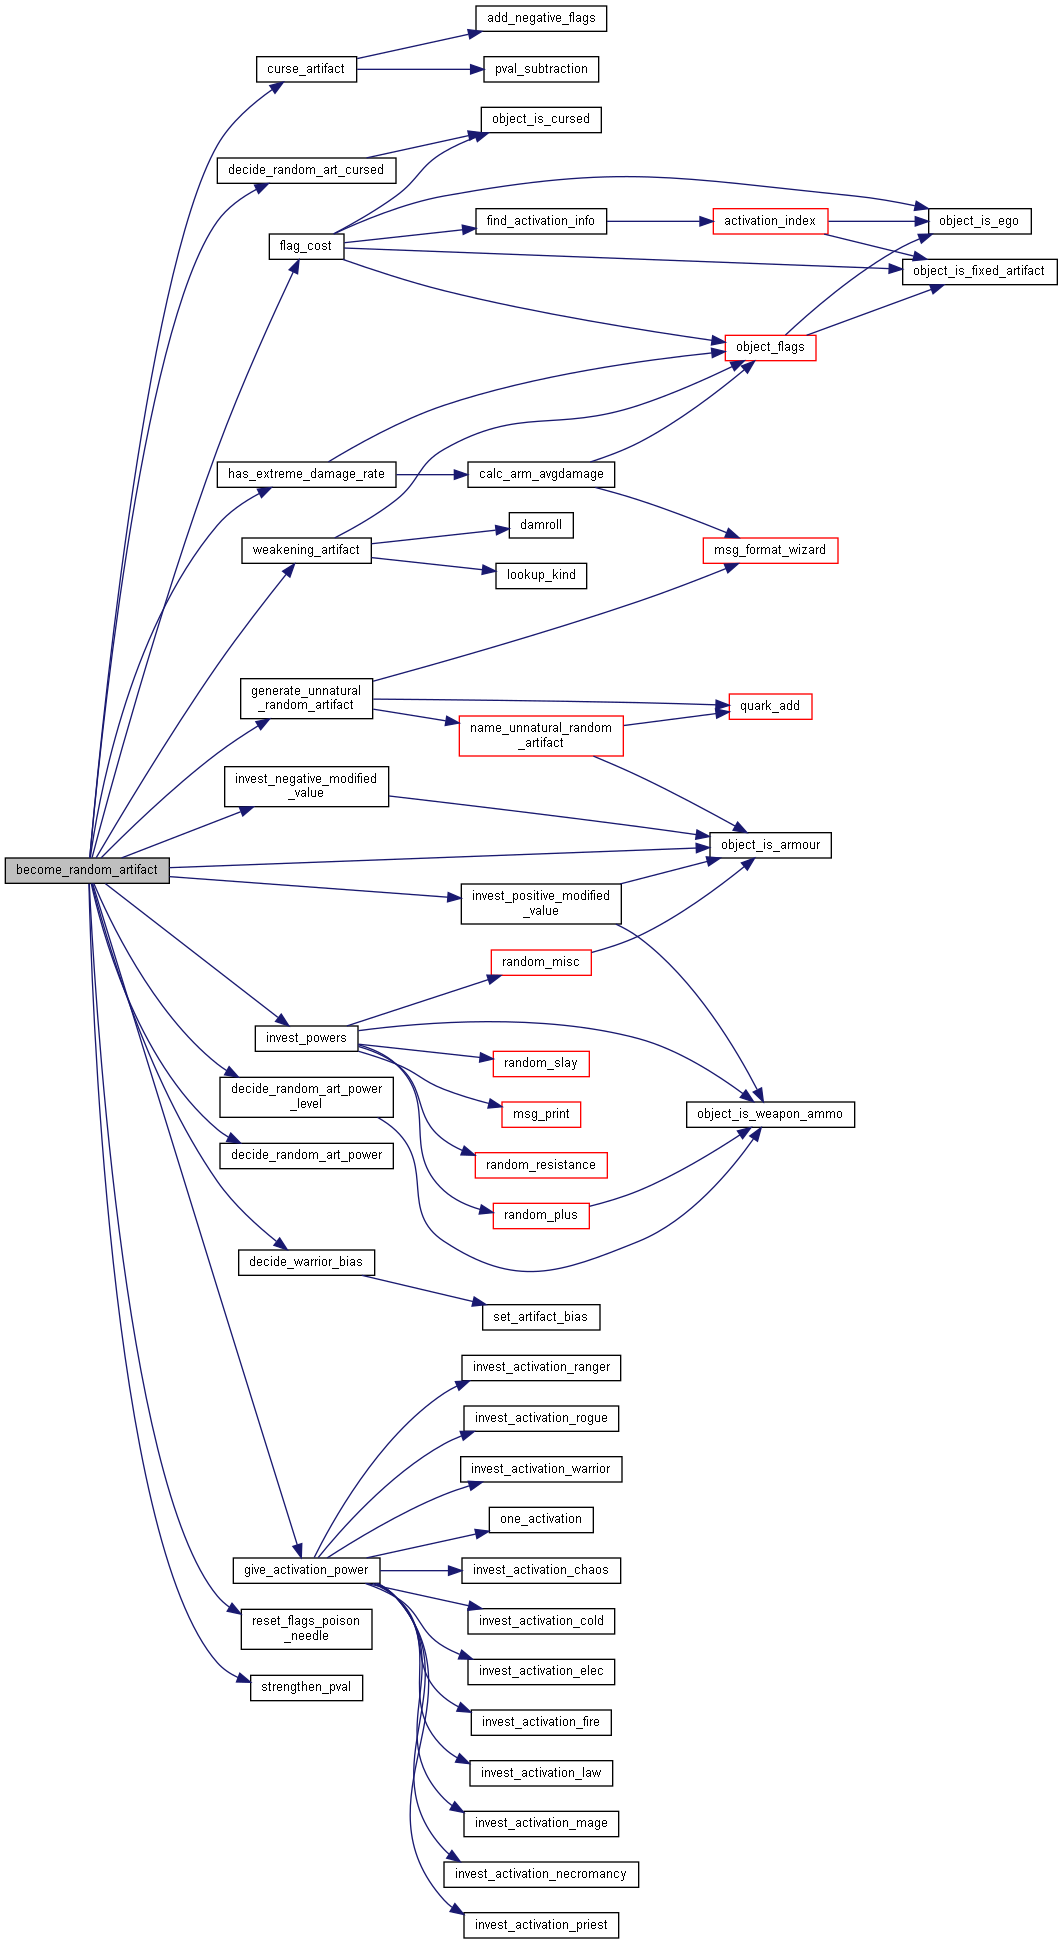 add_negative_flags
curse_artifact
pval_subtraction
object_is_cursed
decide_random_art_cursed
find_activation_info
activation_index
object_is_ego
flag_cost
object_is_fixed_artifact
object_flags
has_extreme_damage_rate
calc_arm_avgdamage
damroll
weakening_artifact
msg_format_wizard
lookup_kind
generate_unnatural
_random_artifact
quark_add
name_unnatural_random
_artifact
invest_negative_modified
_value
object_is_armour
become_random_artifact
invest_positive_modified
_value
random_misc
invest_powers
random_slay
decide_random_art_power
_level
msg_print
object_is_weapon_ammo
decide_random_art_power
random_resistance
random_plus
decide_warrior_bias
set_artifact_bias
invest_activation_ranger
invest_activation_rogue
invest_activation_warrior
one_activation
give_activation_power
invest_activation_chaos
invest_activation_cold
reset_flags_poison
_needle
invest_activation_elec
strengthen_pval
invest_activation_fire
invest_activation_law
invest_activation_mage
invest_activation_necromancy
invest_activation_priest